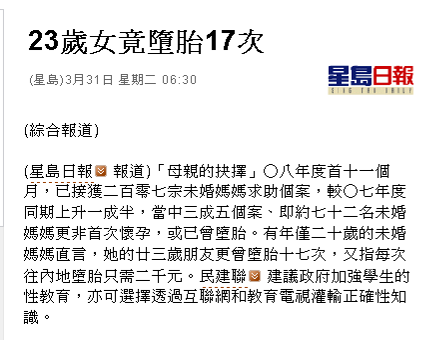 23歲女竟墮胎17次
(星島)3月31日 星期二 06:30
星島日報
SING TAO DAILY
(綜合報道)
(星島日報 報道)「母親的抉擇」〇八年度首十一個
月，已接獲二百零七宗未婚媽媽求助個案，較〇七年度
同期上升一成半，當中三成五個案、即約七十二名未婚
媽媽更非首次懷孕，或已曾墮胎。有年僅二十歲的未婚
媽媽直言，她的廿三歲朋友更曾墮胎十七次，又指每次
往內地墮胎只需二千元。民建聯 建議政府加強學生的
性教育，亦可選擇透過互聯網和教育電視灌輸正確性知
識。